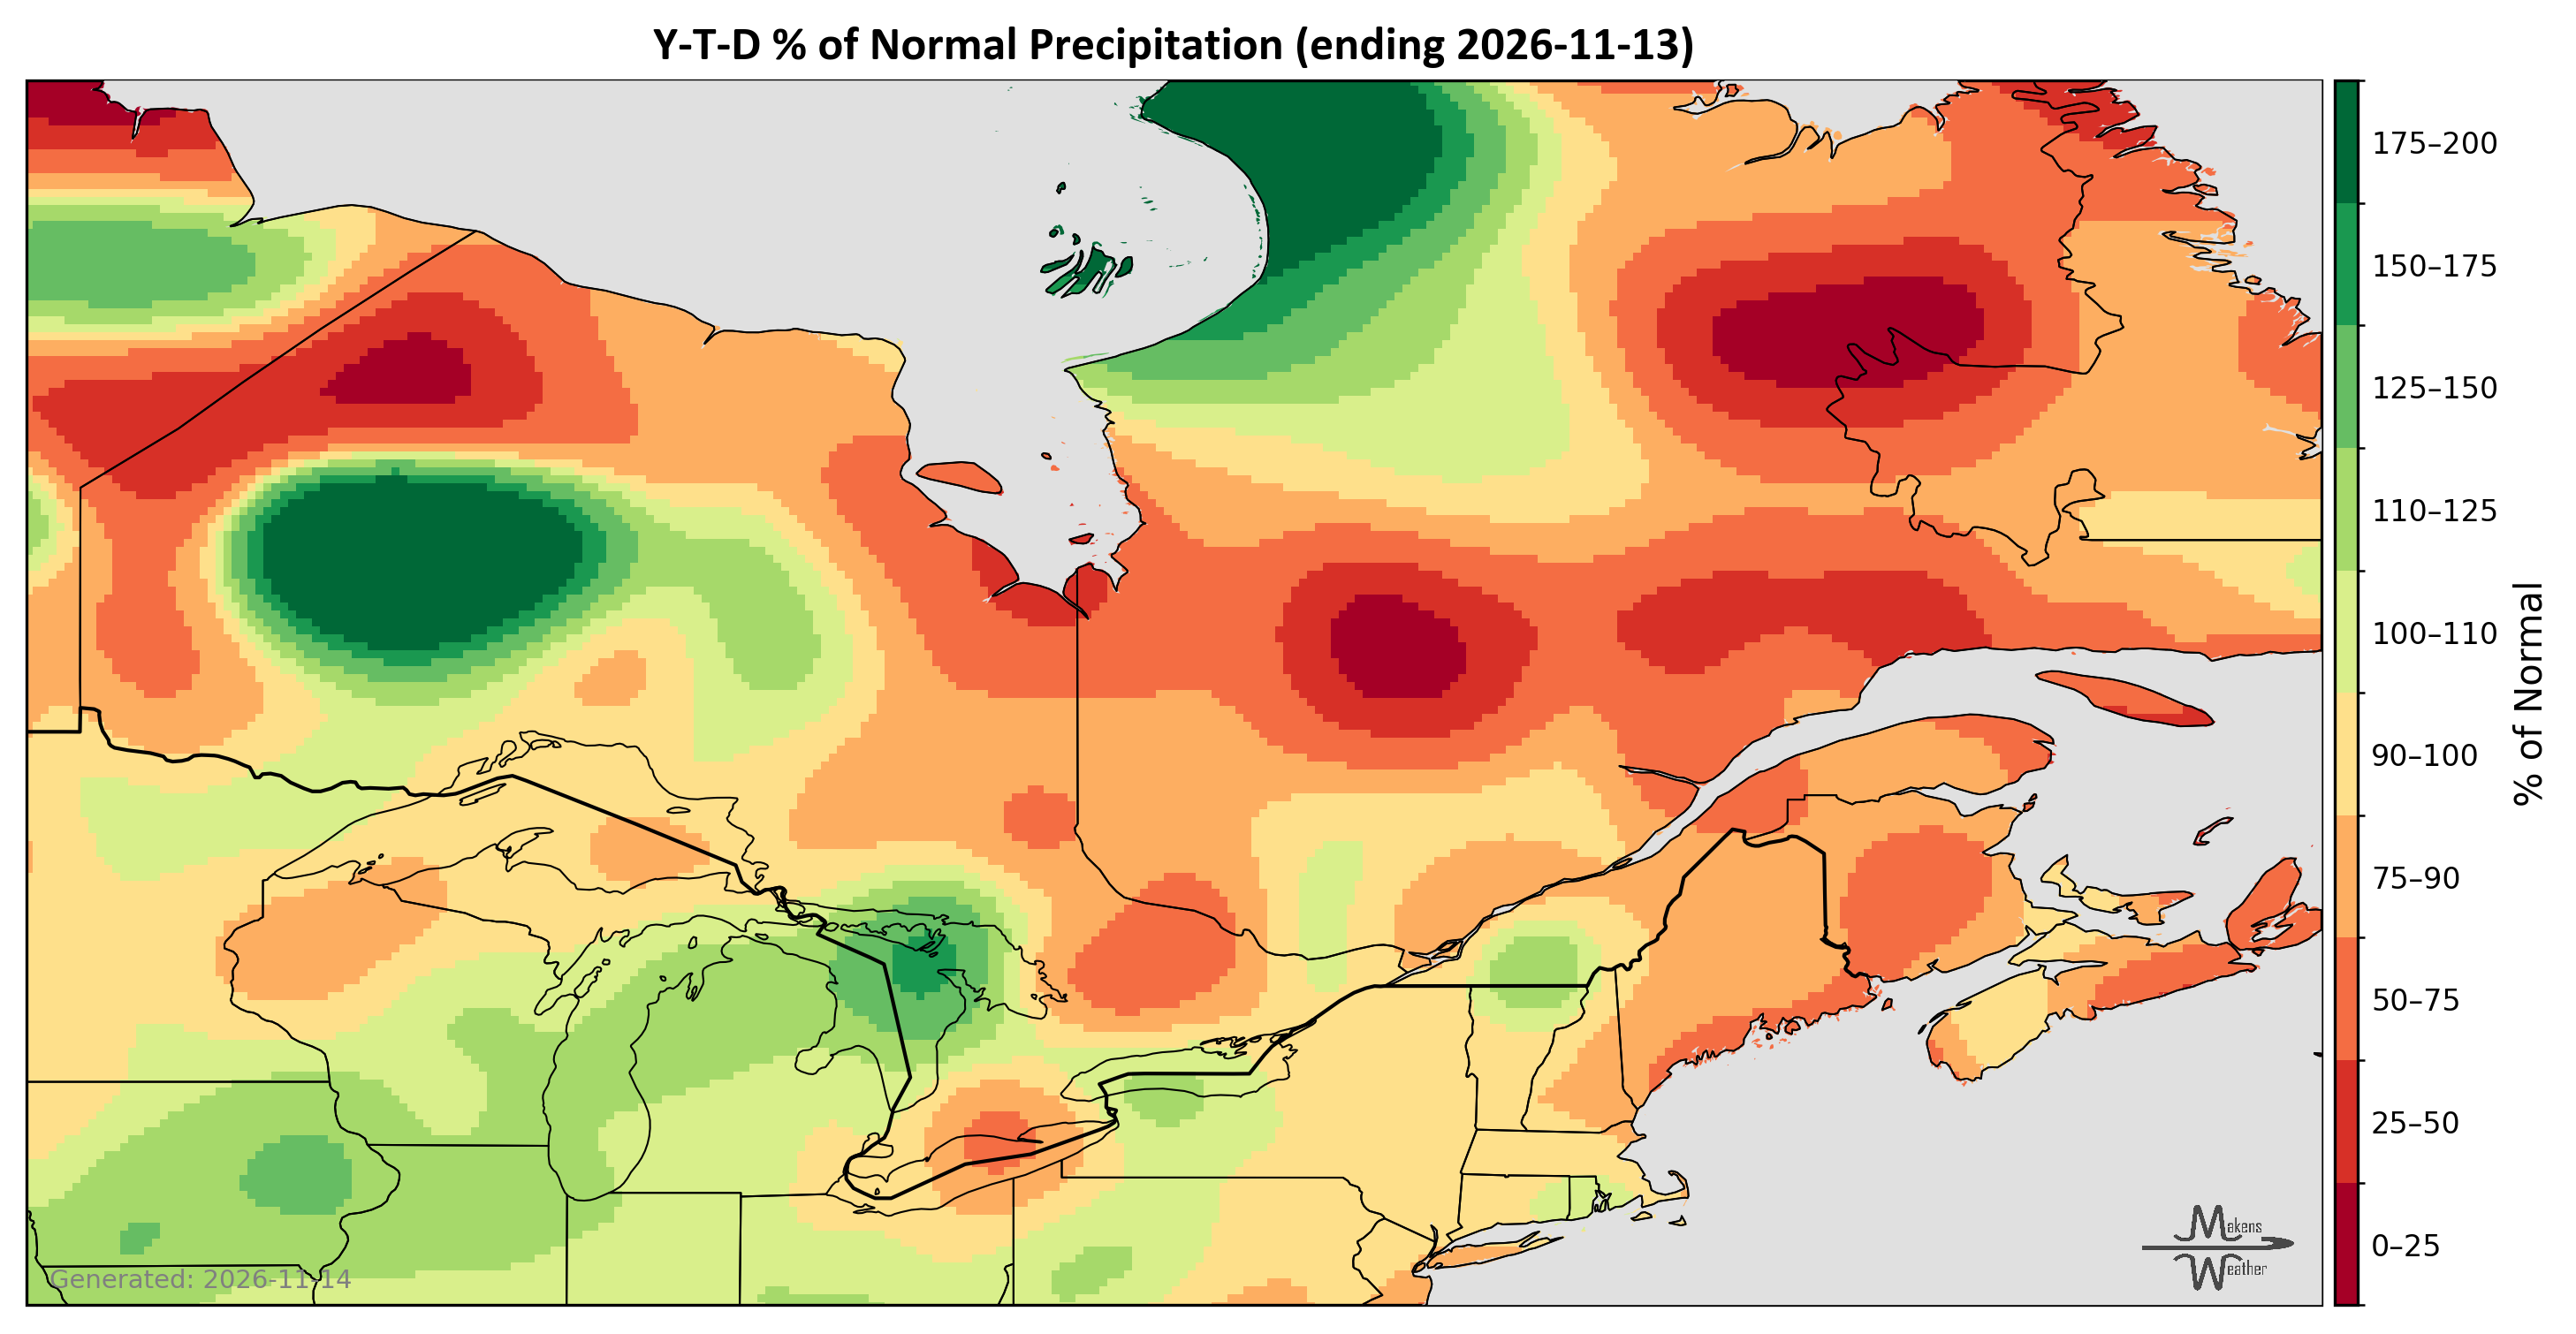 Y-T-D % of Normal Precipitation (ending 2026-11-13)
175–200
150–175
125–150
110–125
100–110
90–100
75–90
50–75
25–50
0–25
% of Normal
Generated: 2026-11-14
Makens
Weather